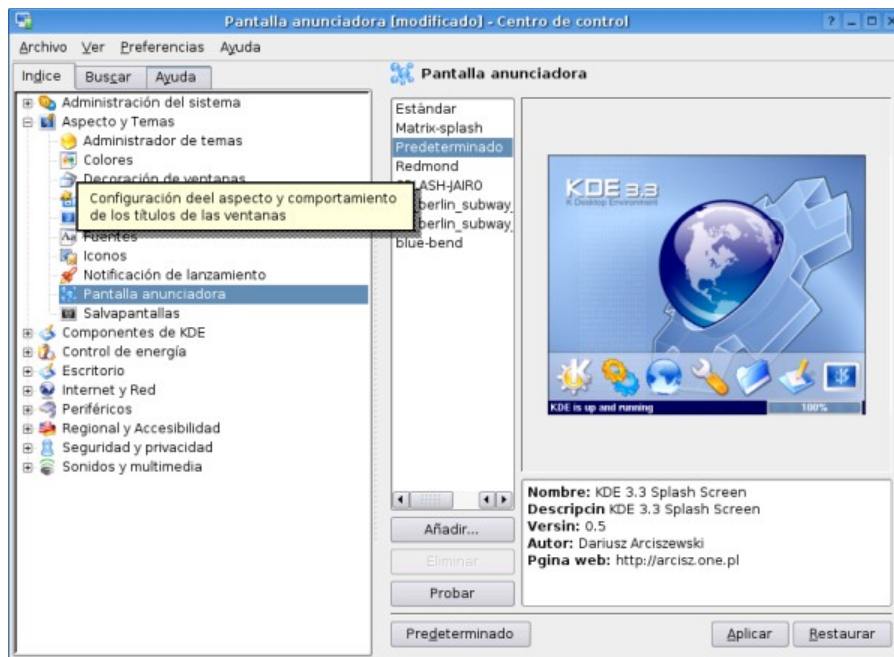 Pantalla anunciadora [modificado] - Centro de control
Archivo Ver Preferencias Ayuda
Indice Buscar Ayuda
Administración del sistema
Aspecto y Temas
Administrador de temas
Colores
Decoración de ventanas
Configuración deel aspecto y comportamiento
de los títulos de las ventanas
Fuentes
Iconos
Notificación de lanzamiento
Pantalla anunciadora
Salvapantallas
Componentes de KDE
Control de energía
Escritorio
Internet y Red
Periféricos
Regional y Accesibilidad
Seguridad y privacidad
Sonidos y multimedia
Pantalla anunciadora
Estándar
Matrix-splash
Predeterminado
Redmond
LASH-JAIRO
berlin_subway_
berlin_subway_
blue-bend
Añadir...
Eliminar
Probar
KDE 3.3
K Desktop Environment
KDE is up and running 100%
Nombre: KDE 3.3 Splash Screen
Descripcin KDE 3.3 Splash Screen
Versin: 0.5
Autor: Dariusz Arciszewski
Pgina web: http://arcisz.one.pl
Predeterminado
Aplicar Restaurar